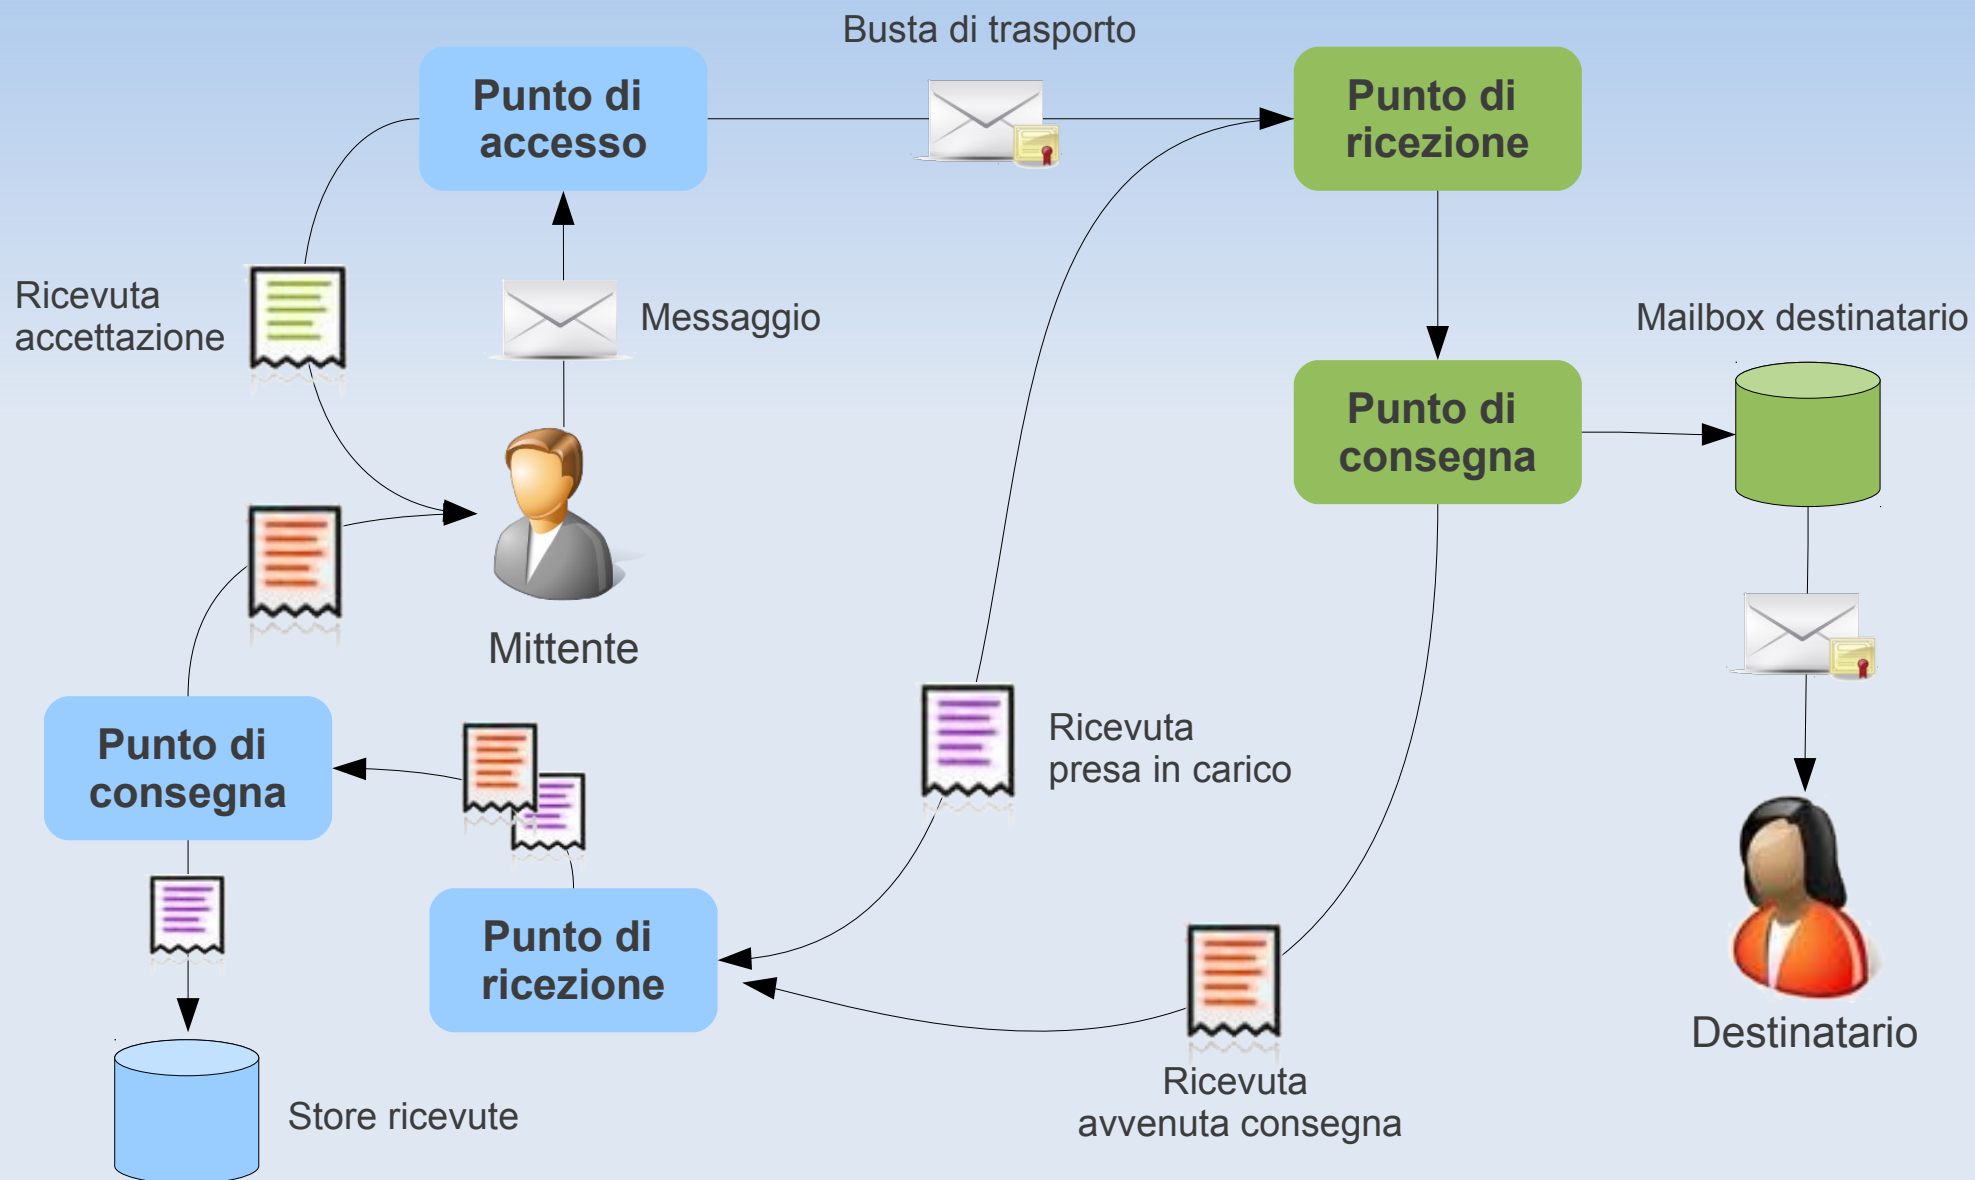 Busta di trasporto
Punto di
accesso
Punto di
ricezione
Ricevuta
accettazione
Messaggio
Mailbox destinatario
Punto di
consegna
Mittente
Punto di
consegna
Ricevuta
presa in carico
Punto di
ricezione
Destinatario
Ricevuta
avvenuta consegna
Store ricevute